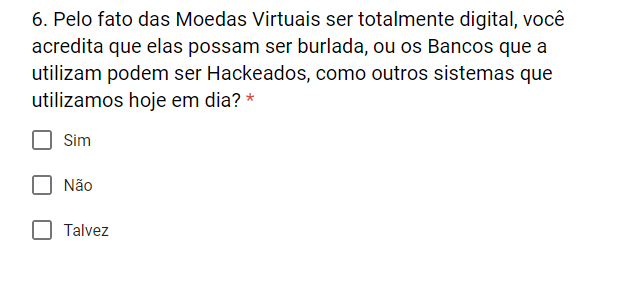 6. Pelo fato das Moedas Virtuais ser totalmente digital, você
acredita que elas possam ser burlada, ou os Bancos que a
utilizam podem ser Hackeados, como outros sistemas que
utilizamos hoje em dia? *
Sim
Não
Talvez